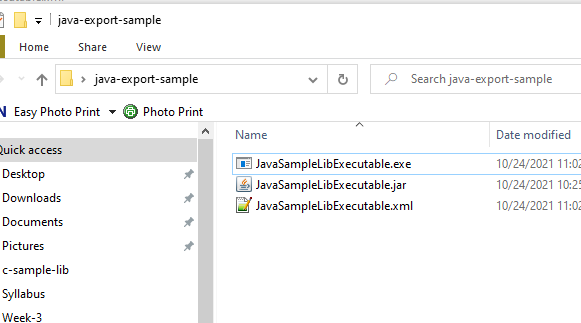 java-export-sample
Home Share View
java-export-sample Search java-export-sample
Easy Photo Print Photo Print
Name Date modified
Quick access
JavaSampleLibExecutable.exe 10/24/2021 11:02
Desktop
JavaSampleLibExecutable.jar 10/24/2021 10:25
Downloads
JavaSampleLibExecutable.xml 10/24/2021 11:02
Documents
Pictures
c-sample-lib
Syllabus
Week-3